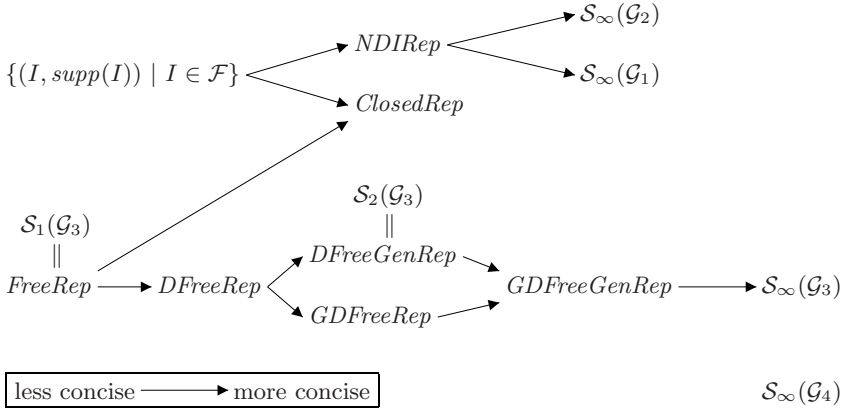 𝒮∞(𝒢2)
NDIRep
{(I, supp(I)) | I ∈ ℱ}
𝒮∞(𝒢1)
ClosedRep
𝒮2(𝒢3)
𝒮1(𝒢3)
||
||
DFreeGenRep
FreeRep DFreeRep GDFreeGenRep 𝒮∞(𝒢3)
GDFreeRep
less concise more concise 𝒮∞(𝒢4)